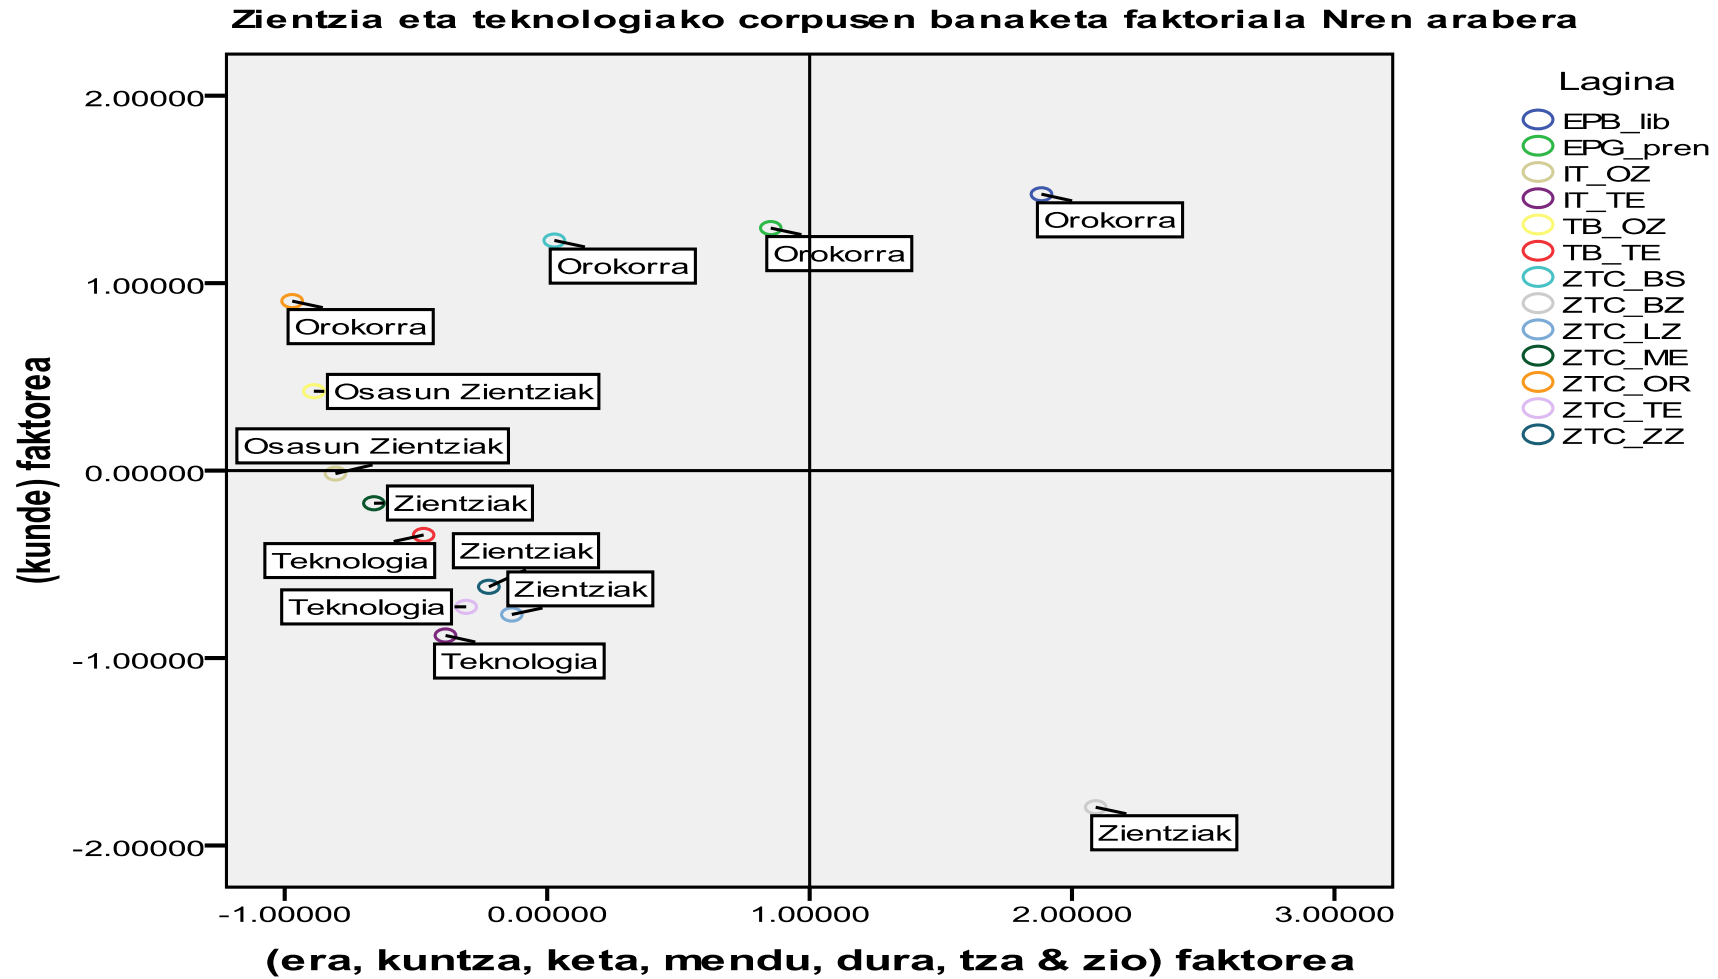 Zientzia eta teknologiako corpusen banaketa faktoriala Nren arabera
Lagina
EPB_lib
EPG_pren
IT_OZ
IT_TE
TB_OZ
TB_TE
ZTC_BS
ZTC_BZ
ZTC_LZ
ZTC_ME
ZTC_OR
ZTC_TE
ZTC_ZZ
(kunde) faktorea
2.00000
1.00000
0.00000
-1.00000
-2.00000
Orokorra
Orokorra
Orokorra
Orokorra
Osasun Zientziak
Osasun Zientziak
Zientziak
Zientziak
Teknologia
Zientziak
Teknologia
Teknologia
Zientziak
-1.00000
0.00000
1.00000
2.00000
3.00000
(era, kuntza, keta, mendu, dura, tza & zio) faktorea